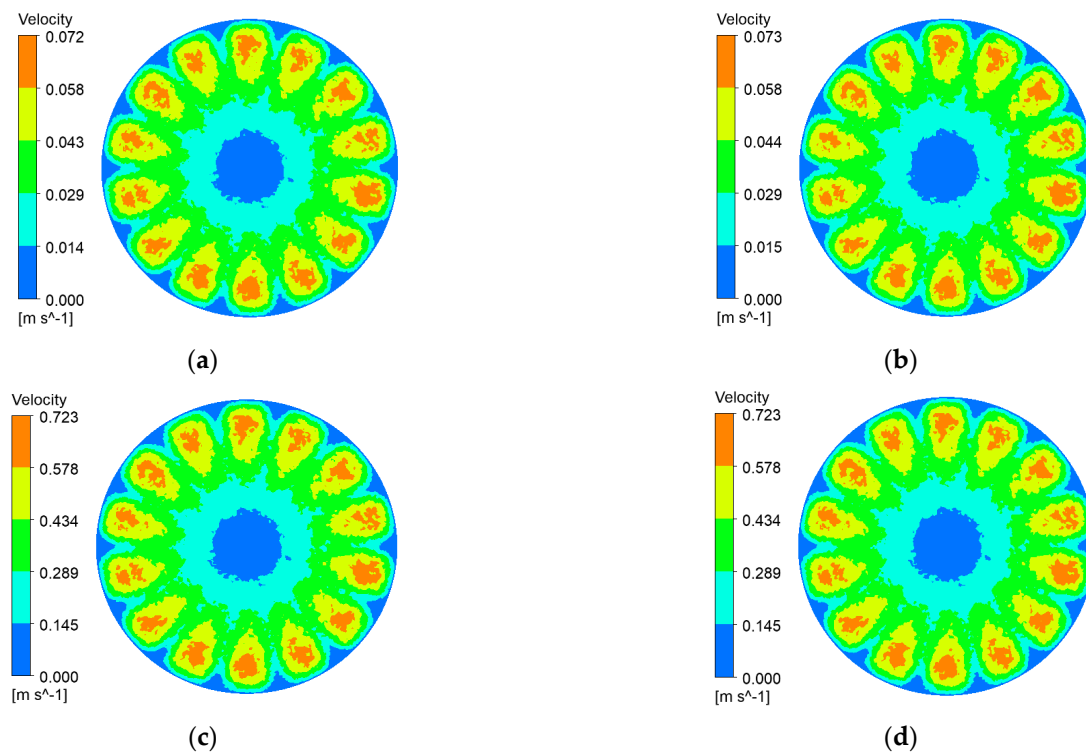 Velocity
0.072
0.058
0.043
0.029
0.014
0.000
[m s^-1]
(a)
Velocity
0.073
0.058
0.044
0.029
0.015
0.000
[m s^-1]
(b)
Velocity
0.723
0.578
0.434
0.289
0.145
0.000
[m s^-1]
(c)
Velocity
0.723
0.578
0.434
0.289
0.145
0.000
[m s^-1]
(d)